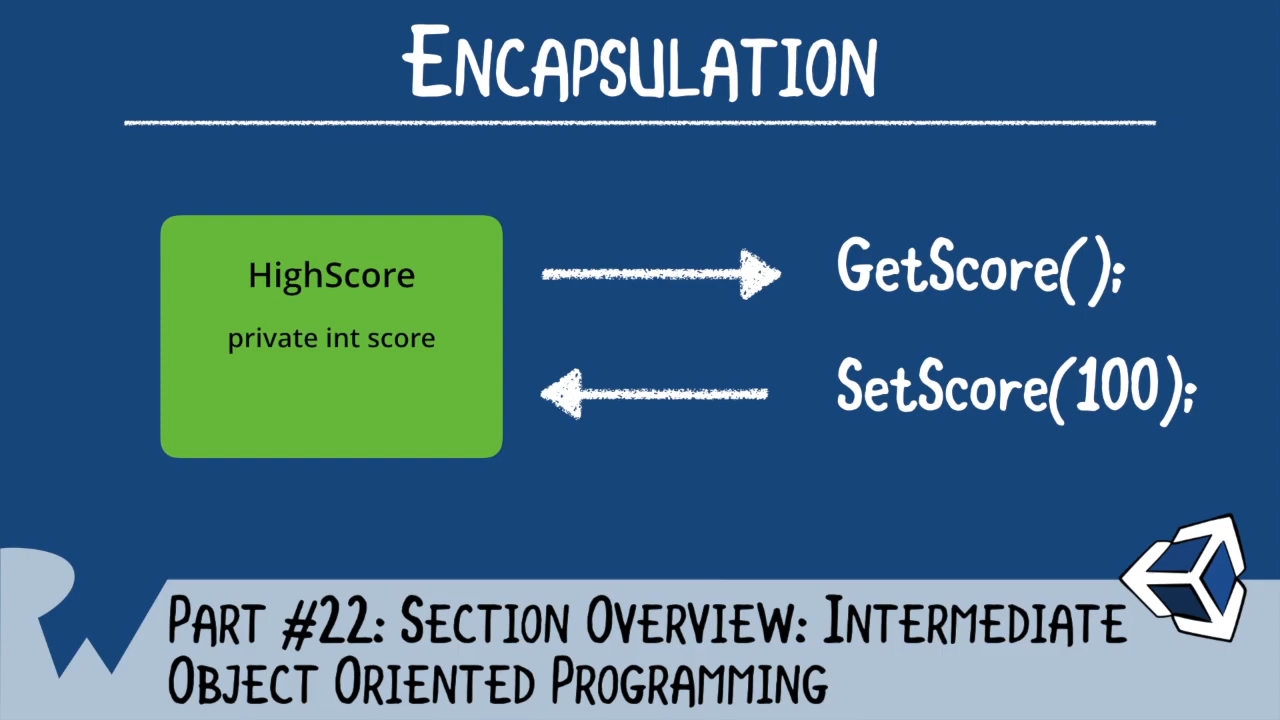 Encapsulation
HighScore
private int score
GetScore();
SetScore(100);
Part #22: Section Overview: Intermediate
Object Oriented Programming